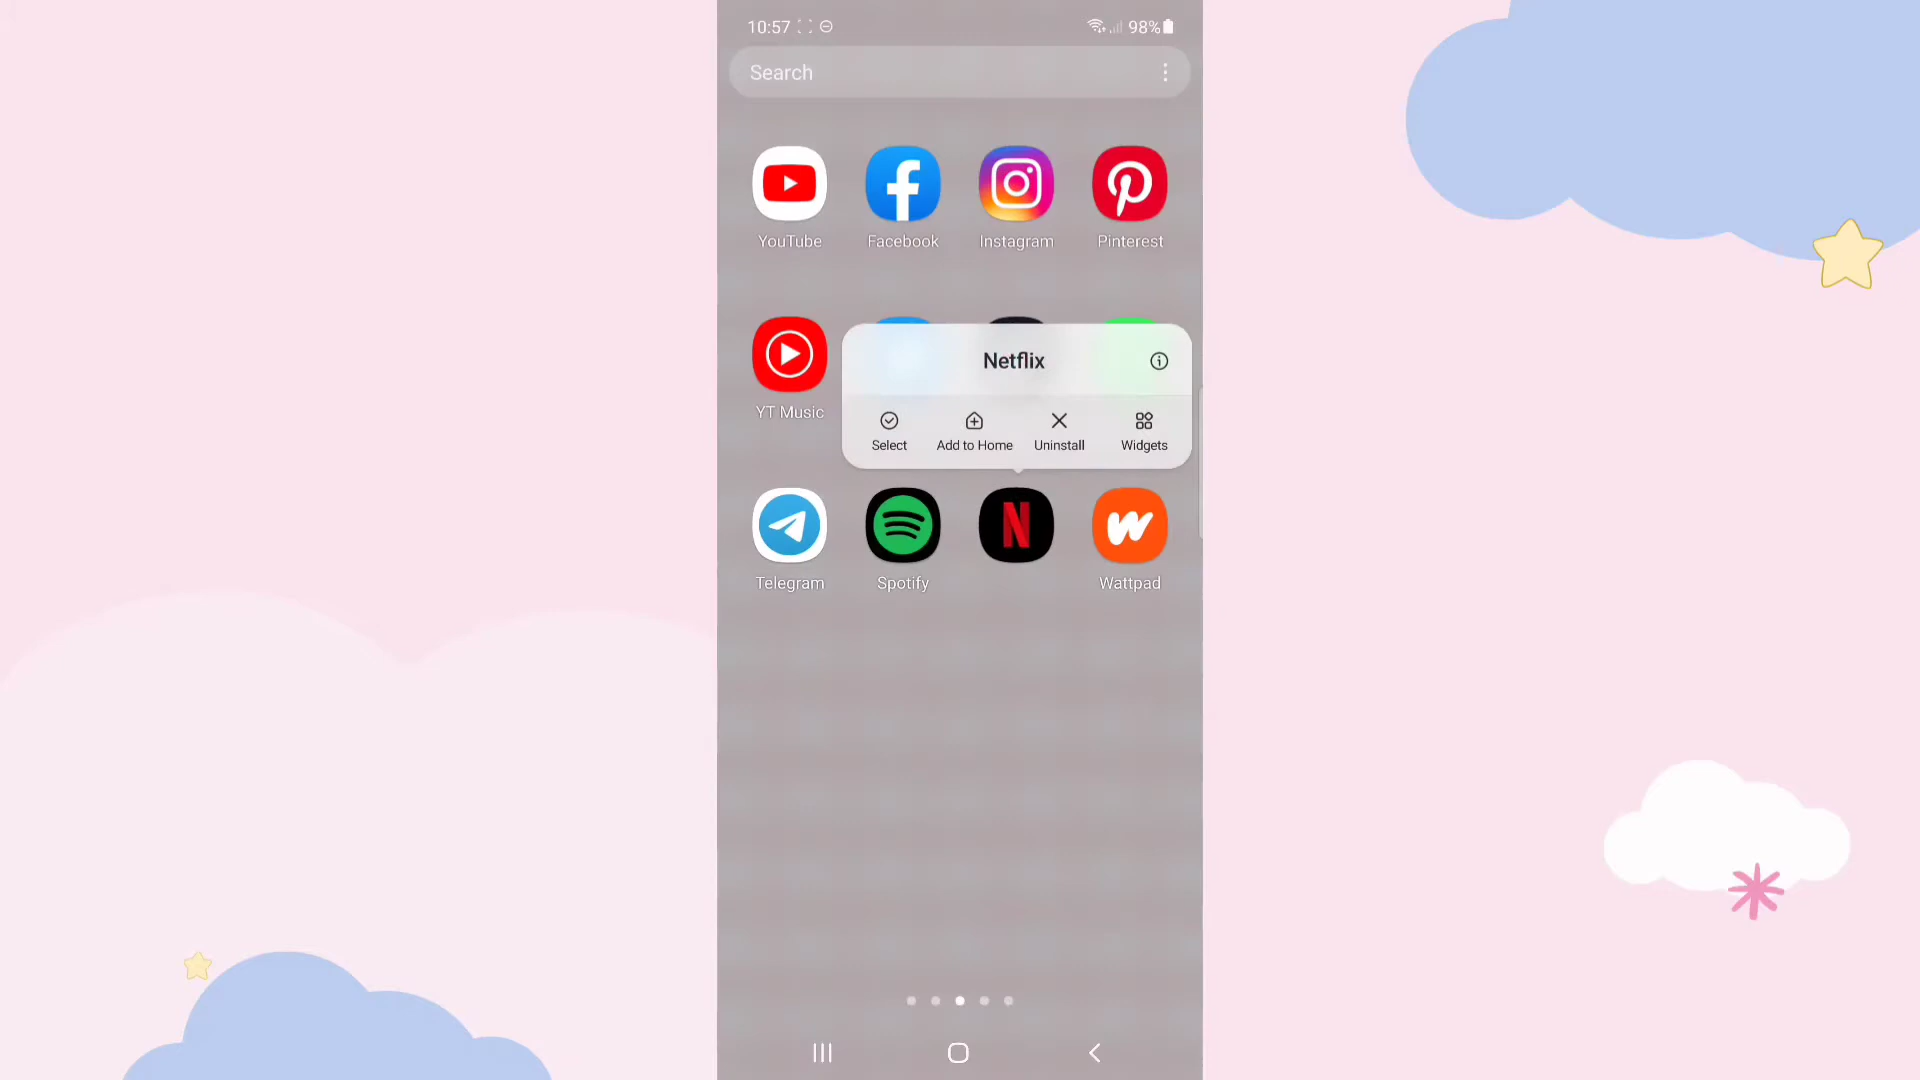 10:57 98%
Search
YouTube Facebook Instagram Pinterest
YT Music
Netflix
Select Add to Home Uninstall Widgets
N
Telegram Spotify Wattpad